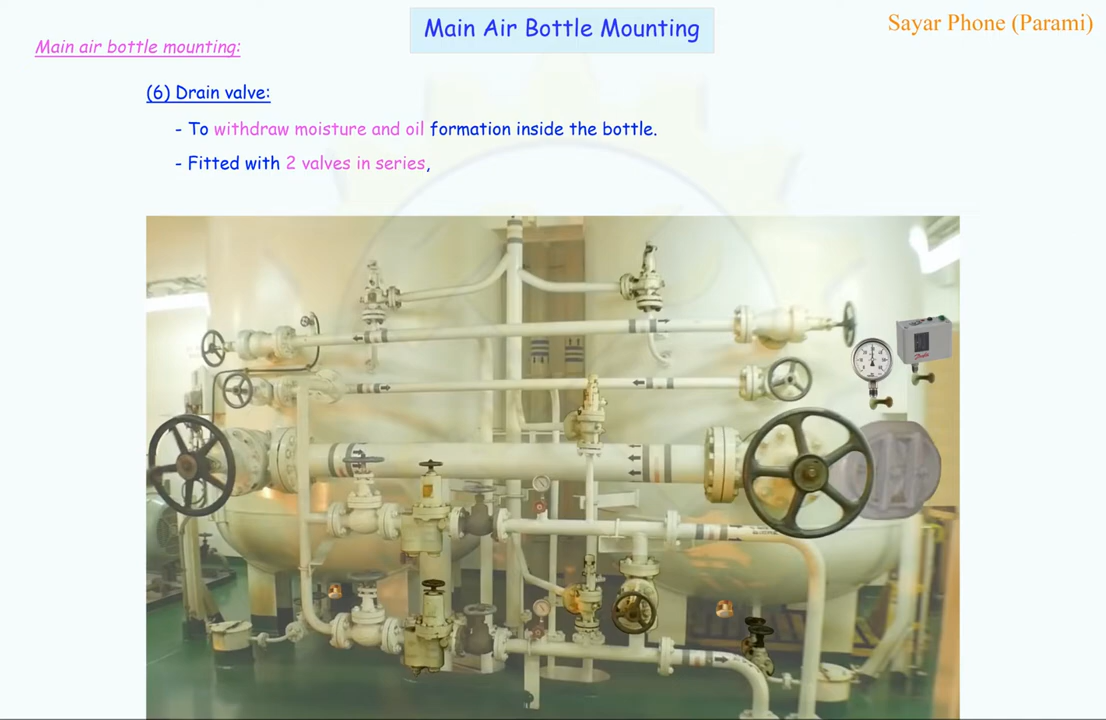 Main Air Bottle Mounting
Sayar Phone (Parami)
Main air bottle mounting:
(6) Drain valve:
- To withdraw moisture and oil formation inside the bottle.
- Fitted with 2 valves in series,
Danfoss